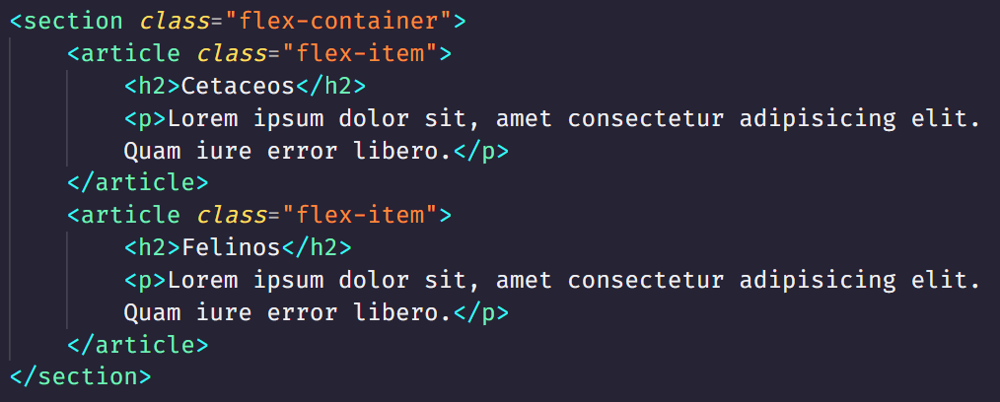 <section class="flex-container">
<article class="flex-item">
<h2>Cetaceos</h2>
<p>Lorem ipsum dolor sit, amet consectetur adipisicing elit.
Quam iure error libero.</p>
</article>
<article class="flex-item">
<h2>Felinos</h2>
<p>Lorem ipsum dolor sit, amet consectetur adipisicing elit.
Quam iure error libero.</p>
</article>
</section>